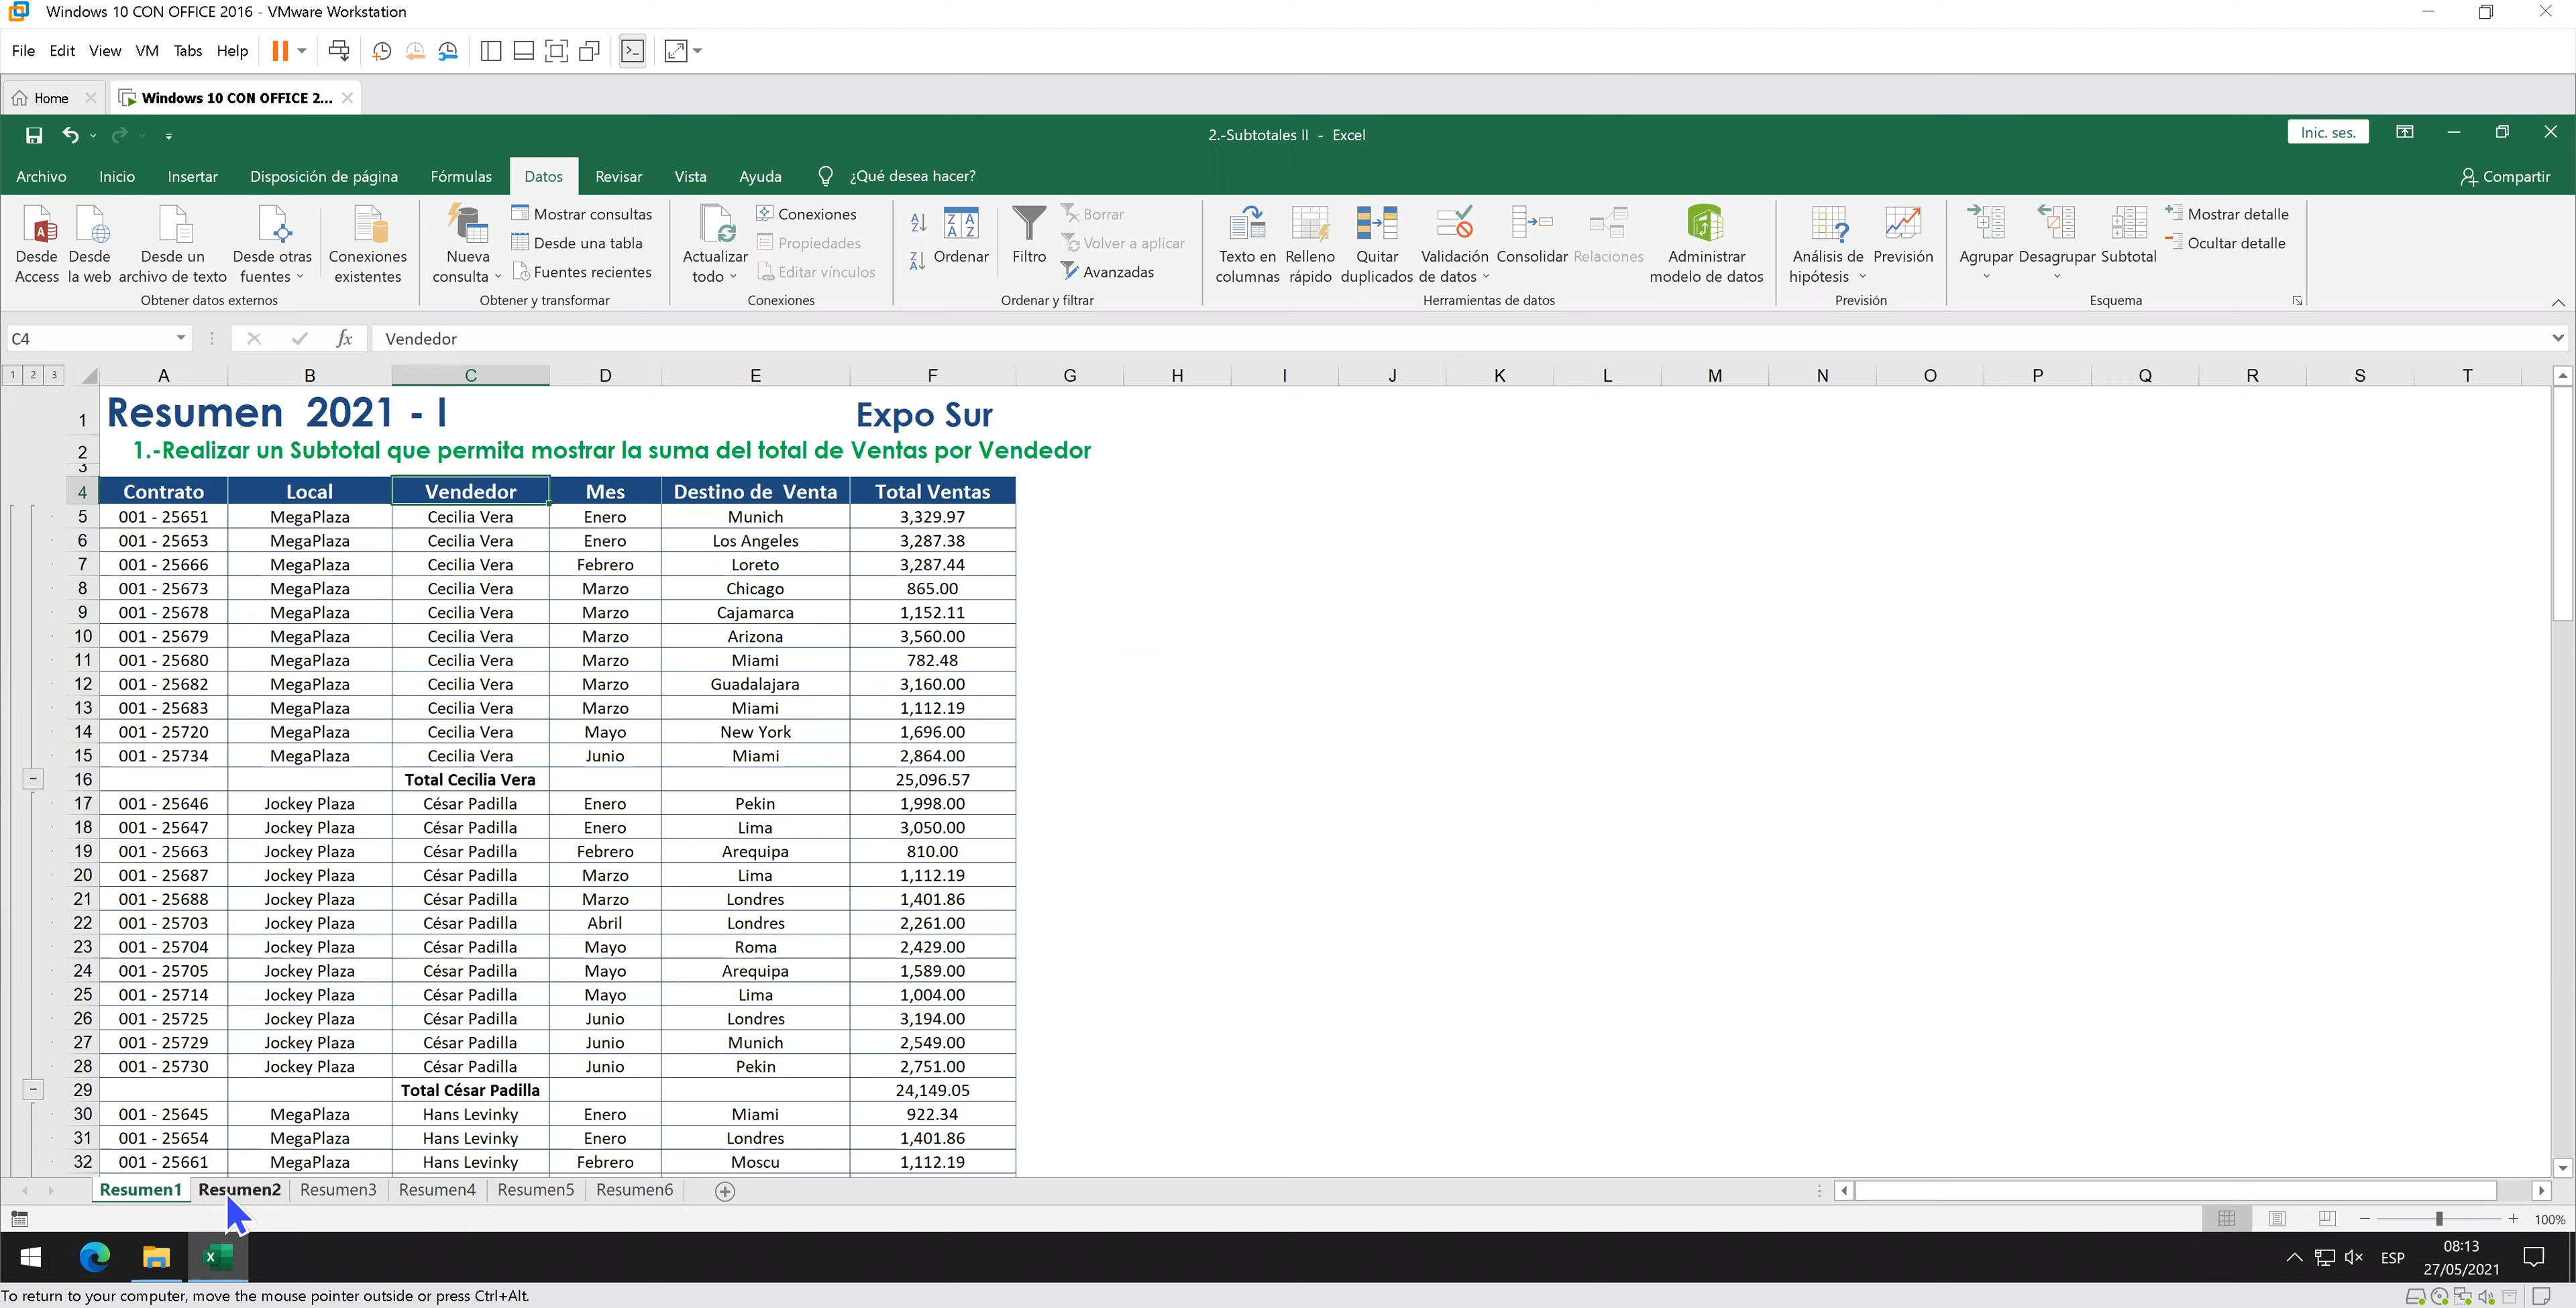 Windows 10 CON OFFICE 2016 - VMware Workstation
File Edit View VM Tabs Help
Home Windows 10 CON OFFICE 2...
2.-Subtotales II - Excel Inic. ses.
Archivo Inicio Insertar Disposición de página Fórmulas Datos Revisar Vista Ayuda ¿Qué desea hacer? Compartir
Desde Access
Desde la web
Desde un archivo de texto
Desde otras fuentes
Conexiones existentes
Obtener datos externos
Nueva consulta
Mostrar consultas
Desde una tabla
Fuentes recientes
Obtener y transformar
Actualizar todo
Conexiones
Propiedades
Editar vínculos
Conexiones
Ordenar
Filtro
Borrar
Volver a aplicar
Avanzadas
Ordenar y filtrar
Texto en columnas
Relleno rápido
Quitar duplicados
Validación de datos
Consolidar
Relaciones
Administrar modelo de datos
Herramientas de datos
Análisis de hipótesis
Previsión
Previsión
Agrupar
Desagrupar
Subtotal
Mostrar detalle
Ocultar detalle
Esquema
C4 fx Vendedor
1 2 3 A B C D E F G H I J K L M N O P Q R S T
1 Resumen 2021 - I Expo Sur
2 1.-Realizar un Subtotal que permita mostrar la suma del total de Ventas por Vendedor
3
4 Contrato Local Vendedor Mes Destino de Venta Total Ventas
5 001 - 25651 MegaPlaza Cecilia Vera Enero Munich 3,329.97
6 001 - 25653 MegaPlaza Cecilia Vera Enero Los Angeles 3,287.38
7 001 - 25666 MegaPlaza Cecilia Vera Febrero Loreto 3,287.44
8 001 - 25673 MegaPlaza Cecilia Vera Marzo Chicago 865.00
9 001 - 25678 MegaPlaza Cecilia Vera Marzo Cajamarca 1,152.11
10 001 - 25679 MegaPlaza Cecilia Vera Marzo Arizona 3,560.00
11 001 - 25680 MegaPlaza Cecilia Vera Marzo Miami 782.48
12 001 - 25682 MegaPlaza Cecilia Vera Marzo Guadalajara 3,160.00
13 001 - 25683 MegaPlaza Cecilia Vera Marzo Miami 1,112.19
14 001 - 25720 MegaPlaza Cecilia Vera Mayo New York 1,696.00
15 001 - 25734 MegaPlaza Cecilia Vera Junio Miami 2,864.00
16 Total Cecilia Vera 25,096.57
17 001 - 25646 Jockey Plaza César Padilla Enero Pekin 1,998.00
18 001 - 25647 Jockey Plaza César Padilla Enero Lima 3,050.00
19 001 - 25663 Jockey Plaza César Padilla Febrero Arequipa 810.00
20 001 - 25687 Jockey Plaza César Padilla Marzo Lima 1,112.19
21 001 - 25688 Jockey Plaza César Padilla Marzo Londres 1,401.86
22 001 - 25703 Jockey Plaza César Padilla Abril Londres 2,261.00
23 001 - 25704 Jockey Plaza César Padilla Mayo Roma 2,429.00
24 001 - 25705 Jockey Plaza César Padilla Mayo Arequipa 1,589.00
25 001 - 25714 Jockey Plaza César Padilla Mayo Lima 1,004.00
26 001 - 25725 Jockey Plaza César Padilla Junio Londres 3,194.00
27 001 - 25729 Jockey Plaza César Padilla Junio Munich 2,549.00
28 001 - 25730 Jockey Plaza César Padilla Junio Pekin 2,751.00
29 Total César Padilla 24,149.05
30 001 - 25645 MegaPlaza Hans Levinky Enero Miami 922.34
31 001 - 25654 MegaPlaza Hans Levinky Enero Londres 1,401.86
32 001 - 25661 MegaPlaza Hans Levinky Febrero Moscu 1,112.19
Resumen1 Resumen2 Resumen3 Resumen4 Resumen5 Resumen6
100%
ESP 08:13
27/05/2021
To return to your computer, move the mouse pointer outside or press Ctrl+Alt.